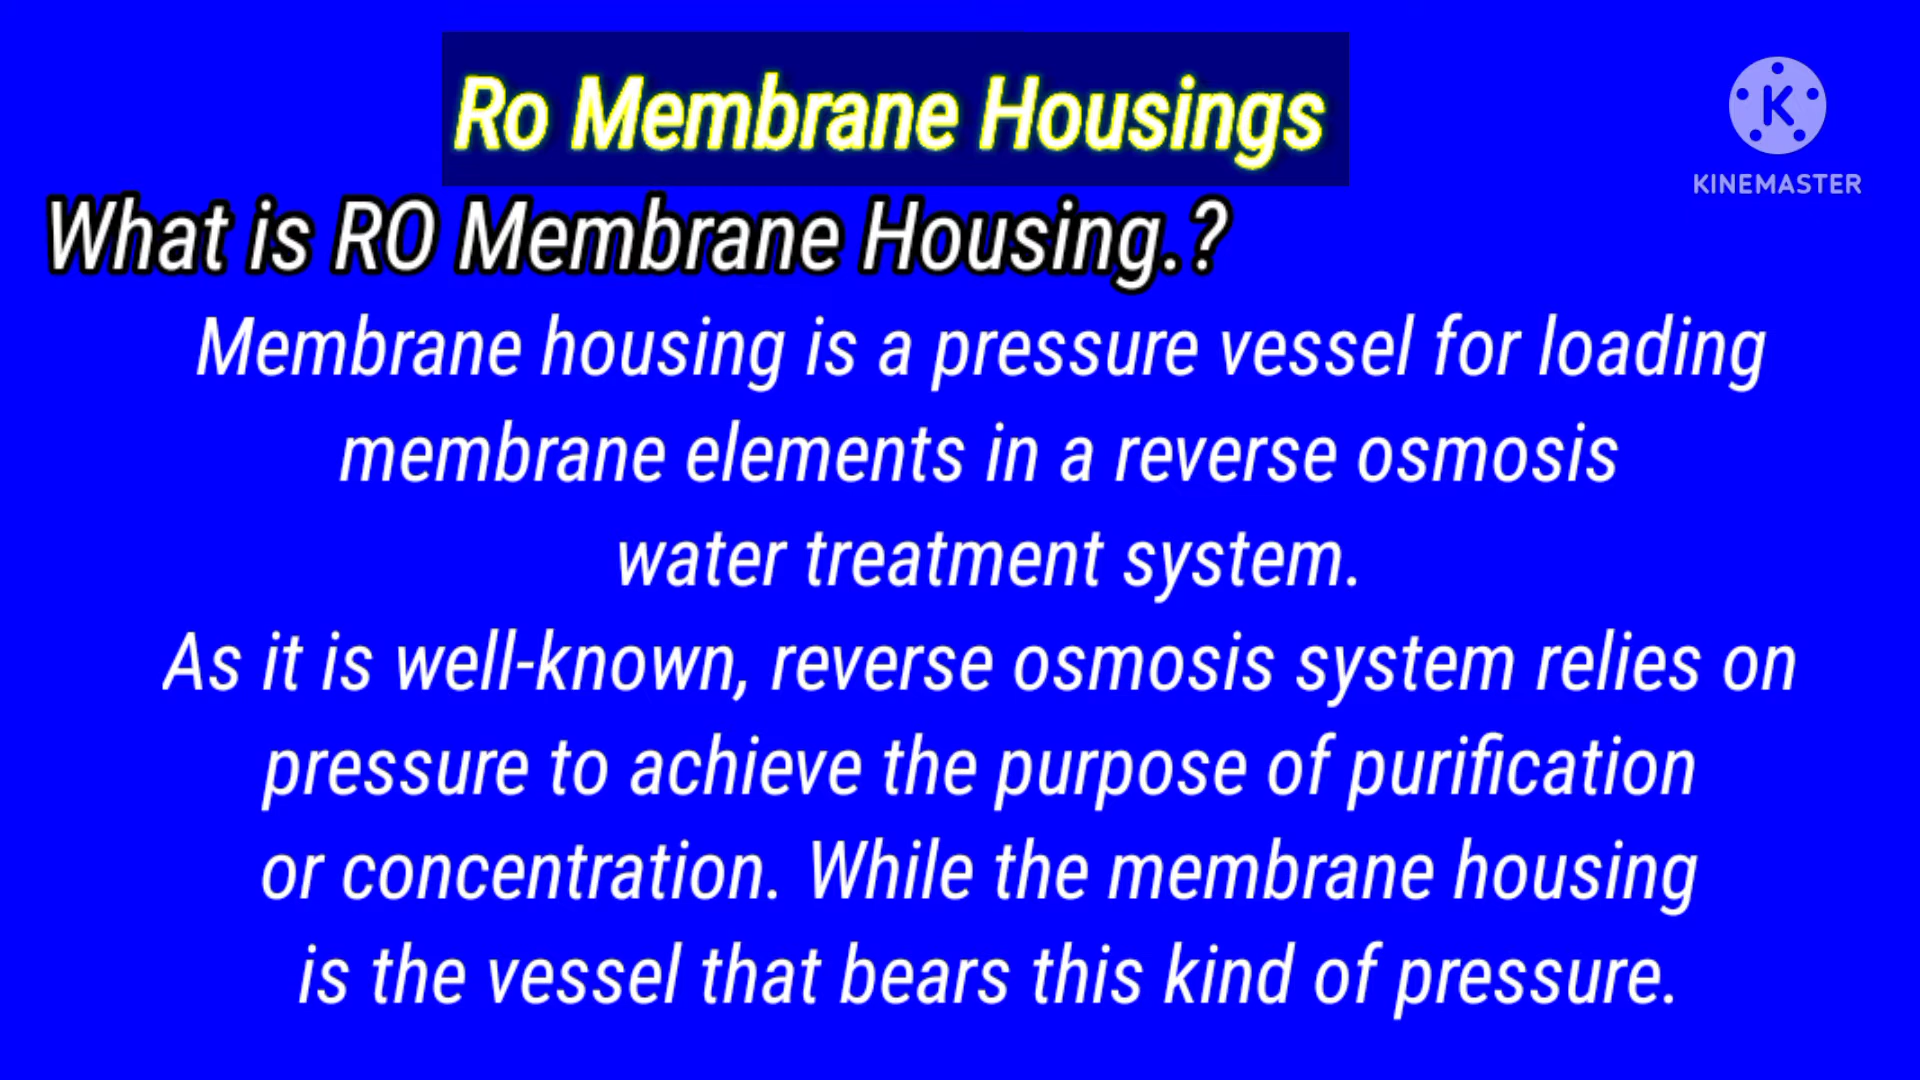 Ro Membrane Housings
K
KINEMASTER
What is RO Membrane Housing.?
Membrane housing is a pressure vessel for loading
membrane elements in a reverse osmosis
water treatment system.
As it is well-known, reverse osmosis system relies on
pressure to achieve the purpose of purification
or concentration. While the membrane housing
is the vessel that bears this kind of pressure.